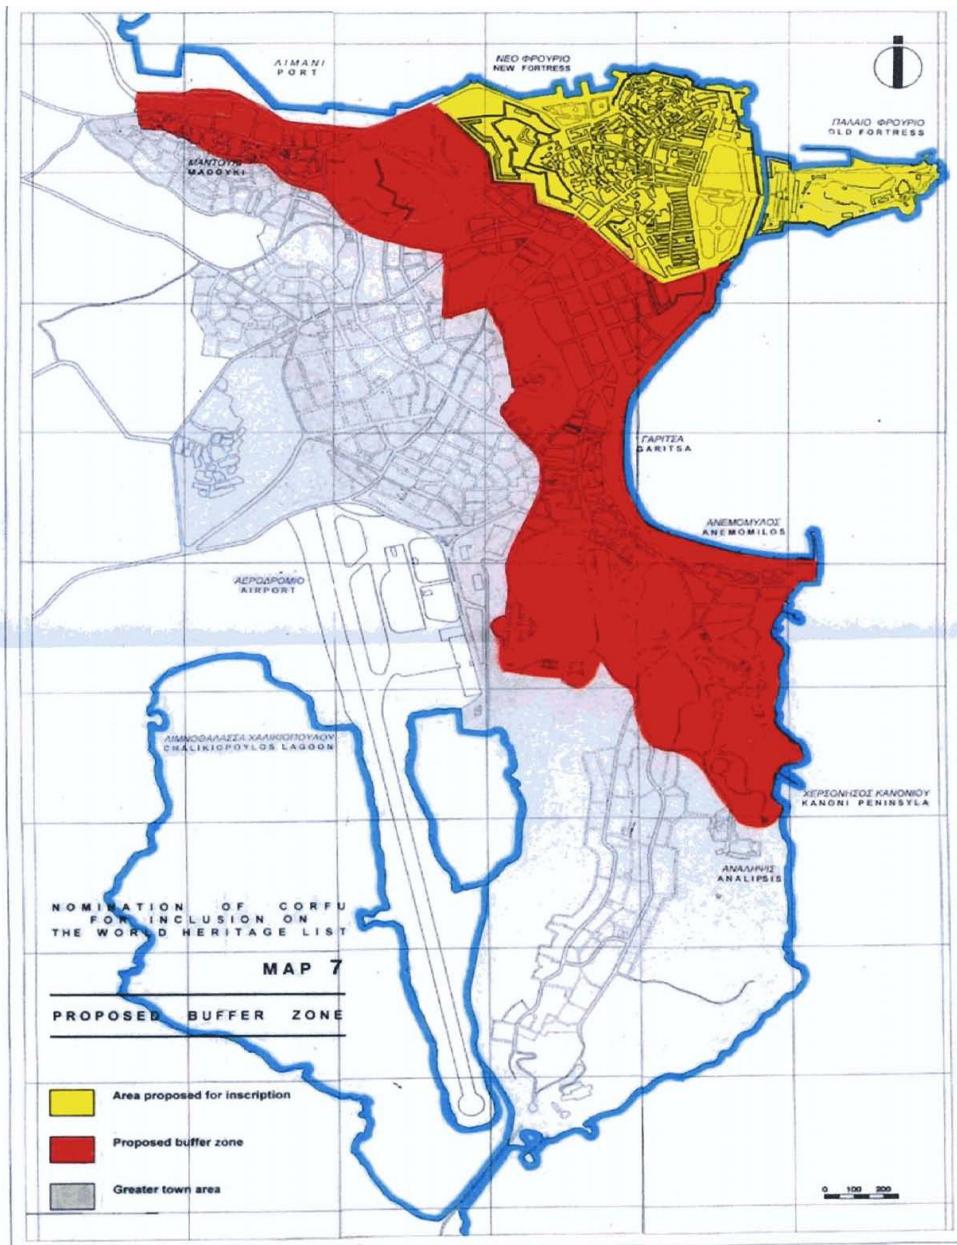 ΛΙΜΑΝΙ
PORT
ΝΕΟ ΦΡΟΥΡΙΟ
NEW FORTRESS
ΠΑΛΑΙΟ ΦΡΟΥΡΙΟ
OLD FORTRESS
ΜΑΝΤΟΥΚΙ
MADOYKI
ΓΑΡΙΤΣΑ
GARITSA
ΑΝΕΜΟΜΥΛΟΣ
ANEMOMILOS
ΑΕΡΟΔΡΟΜΙΟ
AIRPORT
ΛΙΜΝΟΘΑΛΑΣΣΑ ΧΑΛΙΚΙΟΠΟΥΛΟΥ
CHALIKIOPOYLOS LAGOON
ΧΕΡΣΟΝΗΣΟΣ ΚΑΝΟΝΙΟΥ
KANONI PENINSYLA
ΑΝΑΛΗΨΙΣ
ANALIPSIS
NOMINATION OF CORFU
FOR INCLUSION ON
THE WORLD HERITAGE LIST
MAP 7
PROPOSED BUFFER ZONE
Area proposed for inscription
Proposed buffer zone
Greater town area
0 100 200